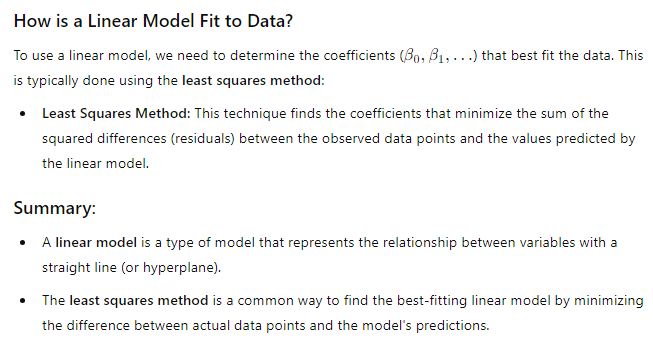 How is a Linear Model Fit to Data?
To use a linear model, we need to determine the coefficients (β₀, β₁, . . .) that best fit the data. This
is typically done using the least squares method:
• Least Squares Method: This technique finds the coefficients that minimize the sum of the
squared differences (residuals) between the observed data points and the values predicted by
the linear model.
Summary:
• A linear model is a type of model that represents the relationship between variables with a
straight line (or hyperplane).
• The least squares method is a common way to find the best-fitting linear model by minimizing
the difference between actual data points and the model's predictions.